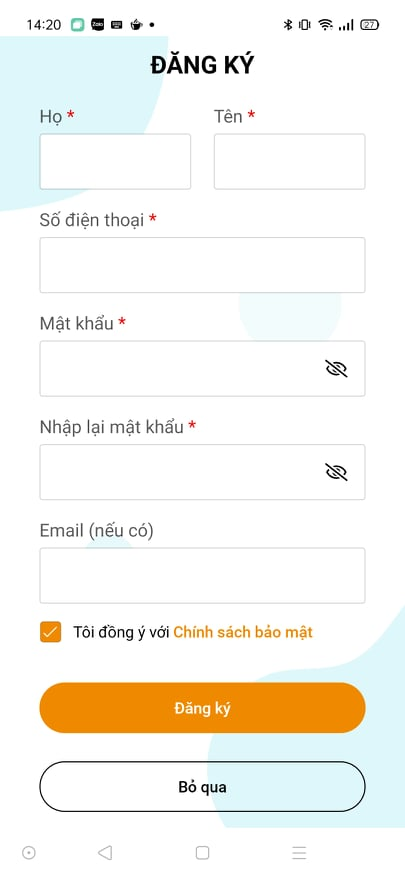 14:20 Zalo 27
ĐĂNG KÝ
Họ * Tên *
Số điện thoại *
Mật khẩu *
Nhập lại mật khẩu *
Email (nếu có)
Tôi đồng ý với Chính sách bảo mật
Đăng ký
Bỏ qua